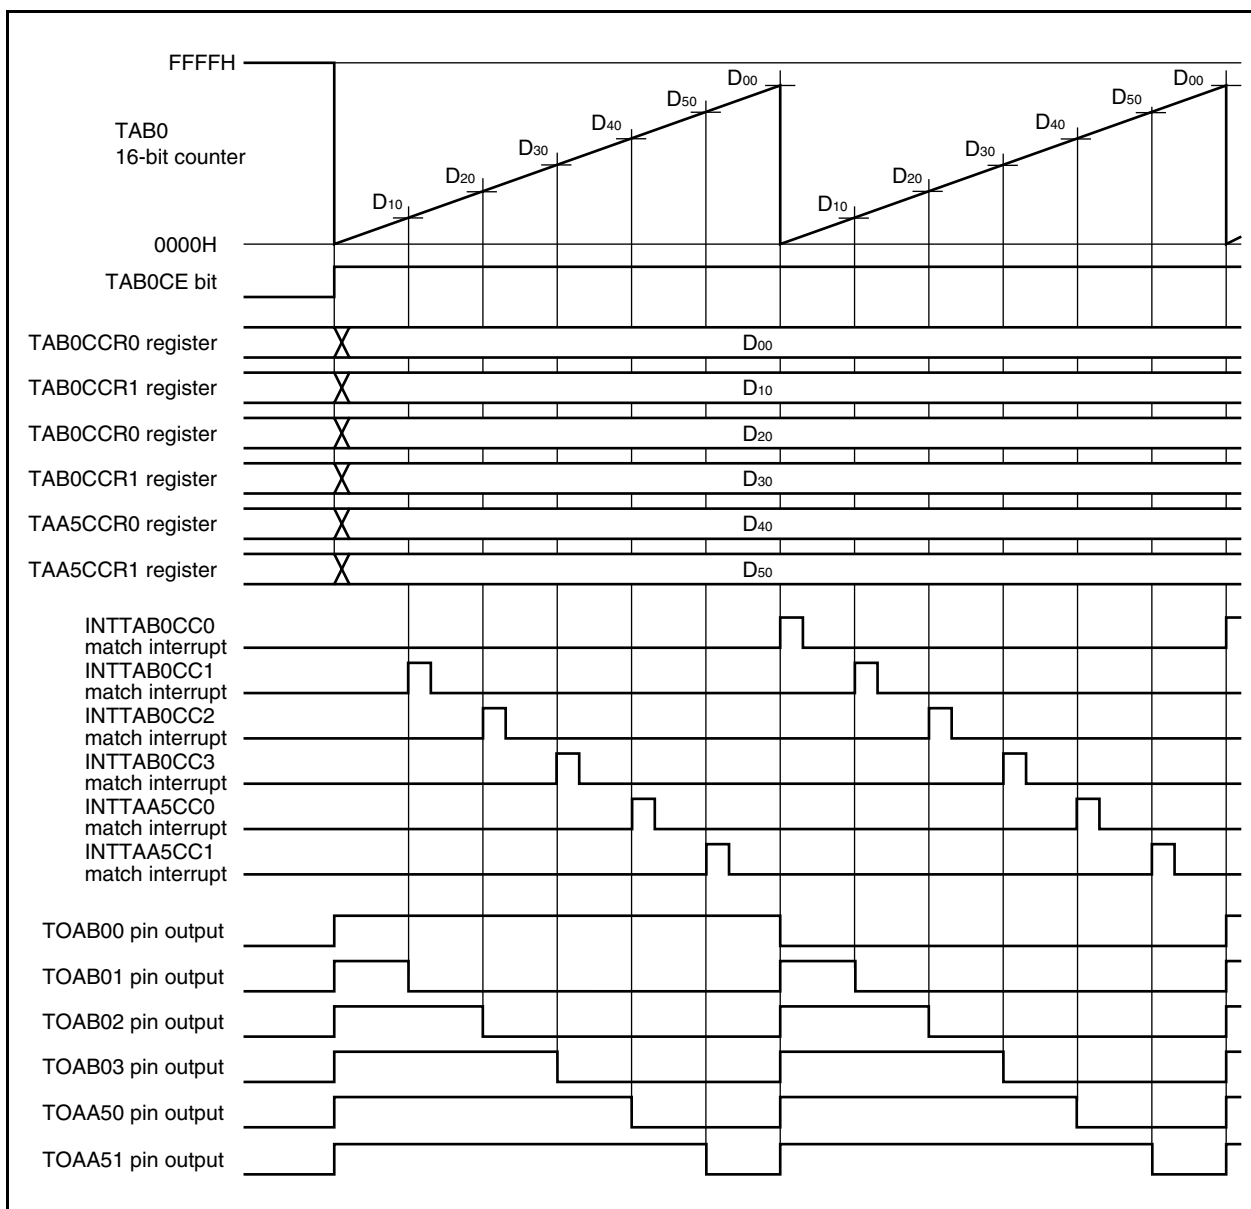 FFFFH
D00
D00
D50
D50
TAB0
16-bit counter
D40
D40
D30
D30
D20
D20
D10
D10
0000H
TAB0CE bit
TAB0CCR0 register
D00
TAB0CCR1 register
D10
TAB0CCR0 register
D20
TAB0CCR1 register
D30
TAA5CCR0 register
D40
TAA5CCR1 register
D50
INTTAB0CC0
match interrupt
INTTAB0CC1
match interrupt
INTTAB0CC2
match interrupt
INTTAB0CC3
match interrupt
INTTAA5CC0
match interrupt
INTTAA5CC1
match interrupt
TOAB00 pin output
TOAB01 pin output
TOAB02 pin output
TOAB03 pin output
TOAA50 pin output
TOAA51 pin output